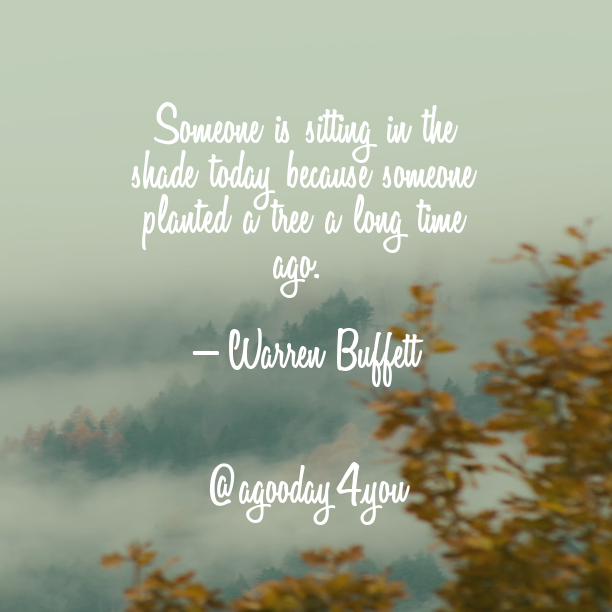 Someone is sitting in the
shade today because someone
planted a tree a long time
ago.
— Warren Buffett
@agooday4you